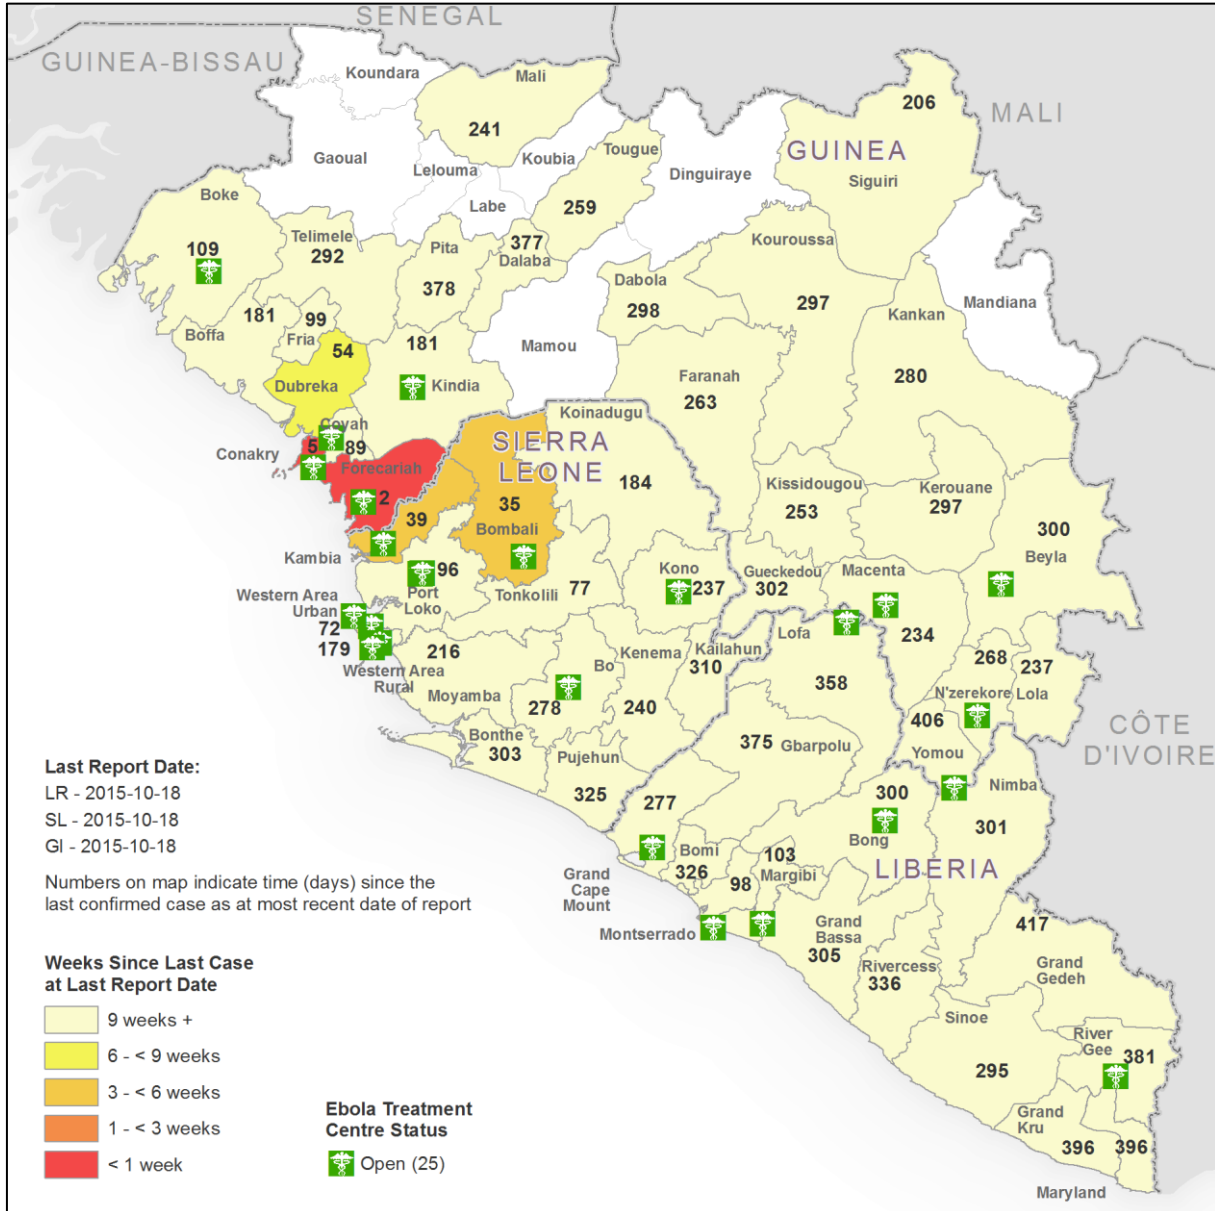 SENEGAL
GUINEA-BISSAU
Koundara
Mali
206
MALI
241
Gaoual
Lelouma
Koubia
Tougue
GUINEA
Dinguiraye
Siguiri
Labe
Boke
259
Telimele
292
Pita
377
Dalaba
Kouroussa
109
378
Dabola
298
297
Mandiana
Kankan
181
99
Boffa
Fria
54
181
Mamou
Dubreka
Kindia
Faranah
263
280
Koinadugu
Coyah
SIERRA
LEONE
Conakry
5
89
Forecariah
2
184
Kissidougou
253
Kerouane
297
39
35
Bombali
300
Beyla
Kambia
96
Port
Loko
Tonkolili
77
Kono
237
Gueckedou
302
Macenta
Western Area
Urban
72
179
Western Area
Rural
216
Moyamba
Bo
Kenema
Kailahun
310
Lofa
234
268
237
358
278
240
N'zerekore
Lola
406
Yomou
CÔTE
D'IVOIRE
Bonthe
303
Pujehun
375
Gbarpolu
Nimba
325
277
300
301
Bong
LIBERIA
Last Report Date:
LR - 2015-10-18
SL - 2015-10-18
GI - 2015-10-18
Numbers on map indicate time (days) since the
last confirmed case as at most recent date of report
Grand
Cape
Mount
Bomi
326
103
98
Margibi
Montserrado
Grand
Bassa
305
Rivercess
336
417
Grand
Gedeh
Sinoe
295
River
Gee
381
Grand
Kru
396
396
Maryland
Weeks Since Last Case
at Last Report Date
9 weeks +
6 - < 9 weeks
3 - < 6 weeks
1 - < 3 weeks
< 1 week
Ebola Treatment
Centre Status
Open (25)